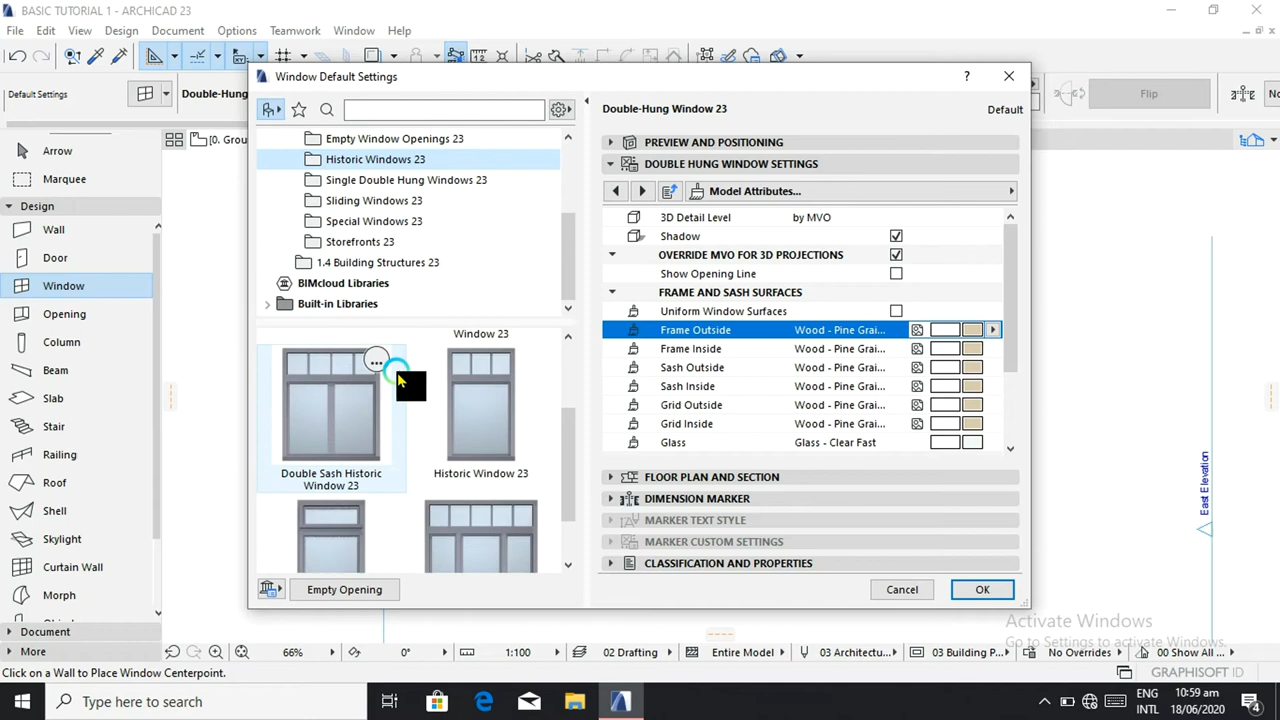 BASIC TUTORIAL 1 - ARCHICAD 23
File Edit View Design Document Options Teamwork Window Help
Default Settings
Double-Hung
Flip
Window Default Settings
Double-Hung Window 23
Default
Arrow
Marquee
Design
Wall
Door
Window
Opening
Column
Beam
Slab
Stair
Railing
Roof
Shell
Skylight
Curtain Wall
Morph
Document
More
[0. Grou
Empty Window Openings 23
Historic Windows 23
Single Double Hung Windows 23
Sliding Windows 23
Special Windows 23
Storefronts 23
1.4 Building Structures 23
BIMcloud Libraries
Built-in Libraries
Window 23
Double Sash Historic
Window 23
Historic Window 23
Empty Opening
PREVIEW AND POSITIONING
DOUBLE HUNG WINDOW SETTINGS
Model Attributes...
3D Detail Level by MVO
Shadow
OVERRIDE MVO FOR 3D PROJECTIONS
Show Opening Line
FRAME AND SASH SURFACES
Uniform Window Surfaces
Frame Outside Wood - Pine Grai...
Frame Inside Wood - Pine Grai...
Sash Outside Wood - Pine Grai...
Sash Inside Wood - Pine Grai...
Grid Outside Wood - Pine Grai...
Grid Inside Wood - Pine Grai...
Glass Glass - Clear Fast
FLOOR PLAN AND SECTION
DIMENSION MARKER
MARKER TEXT STYLE
MARKER CUSTOM SETTINGS
CLASSIFICATION AND PROPERTIES
Cancel OK
East Elevation
Activate Windows
Go to Settings to activate Windows.
66% 0° 1:100 02 Drafting Entire Model 03 Architectu... 03 Building P... No Overrides 00 Show All ...
Click on a Wall to Place Window Centerpoint.
GRAPHISOFT ID
Type here to search
ENG
INTL
10:59 am
18/06/2020
4